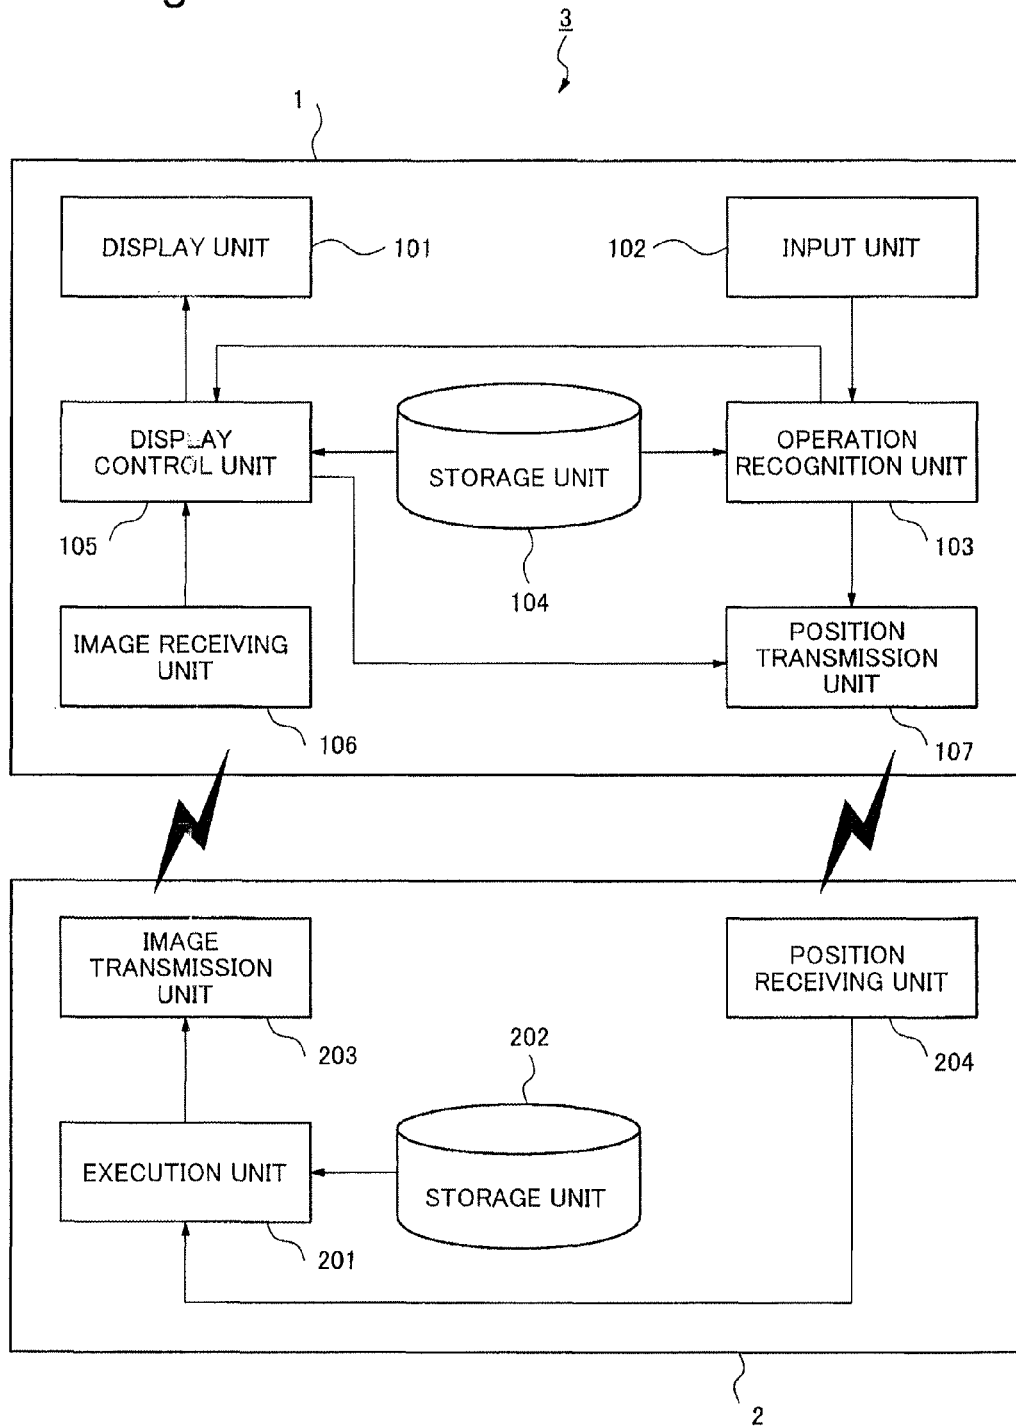 3
1
DISPLAY UNIT
101
102
INPUT UNIT
DISPLAY
CONTROL UNIT
105
STORAGE UNIT
104
OPERATION
RECOGNITION UNIT
103
IMAGE RECEIVING
UNIT
106
POSITION
TRANSMISSION
UNIT
107
IMAGE
TRANSMISSION
UNIT
203
POSITION
RECEIVING UNIT
204
202
EXECUTION UNIT
201
STORAGE UNIT
2